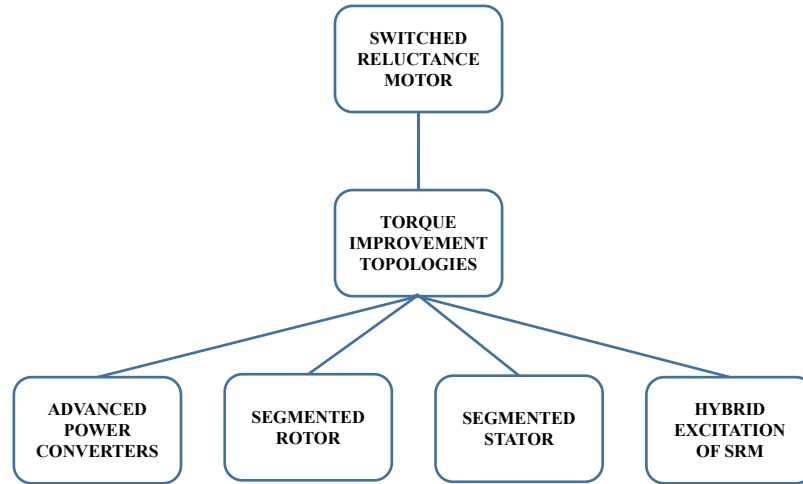 SWITCHED
RELUCTANCE
MOTOR
TORQUE
IMPROVEMENT
TOPOLOGIES
ADVANCED
POWER
CONVERTERS
SEGMENTED
ROTOR
SEGMENTED
STATOR
HYBRID
EXCITATION
OF SRM